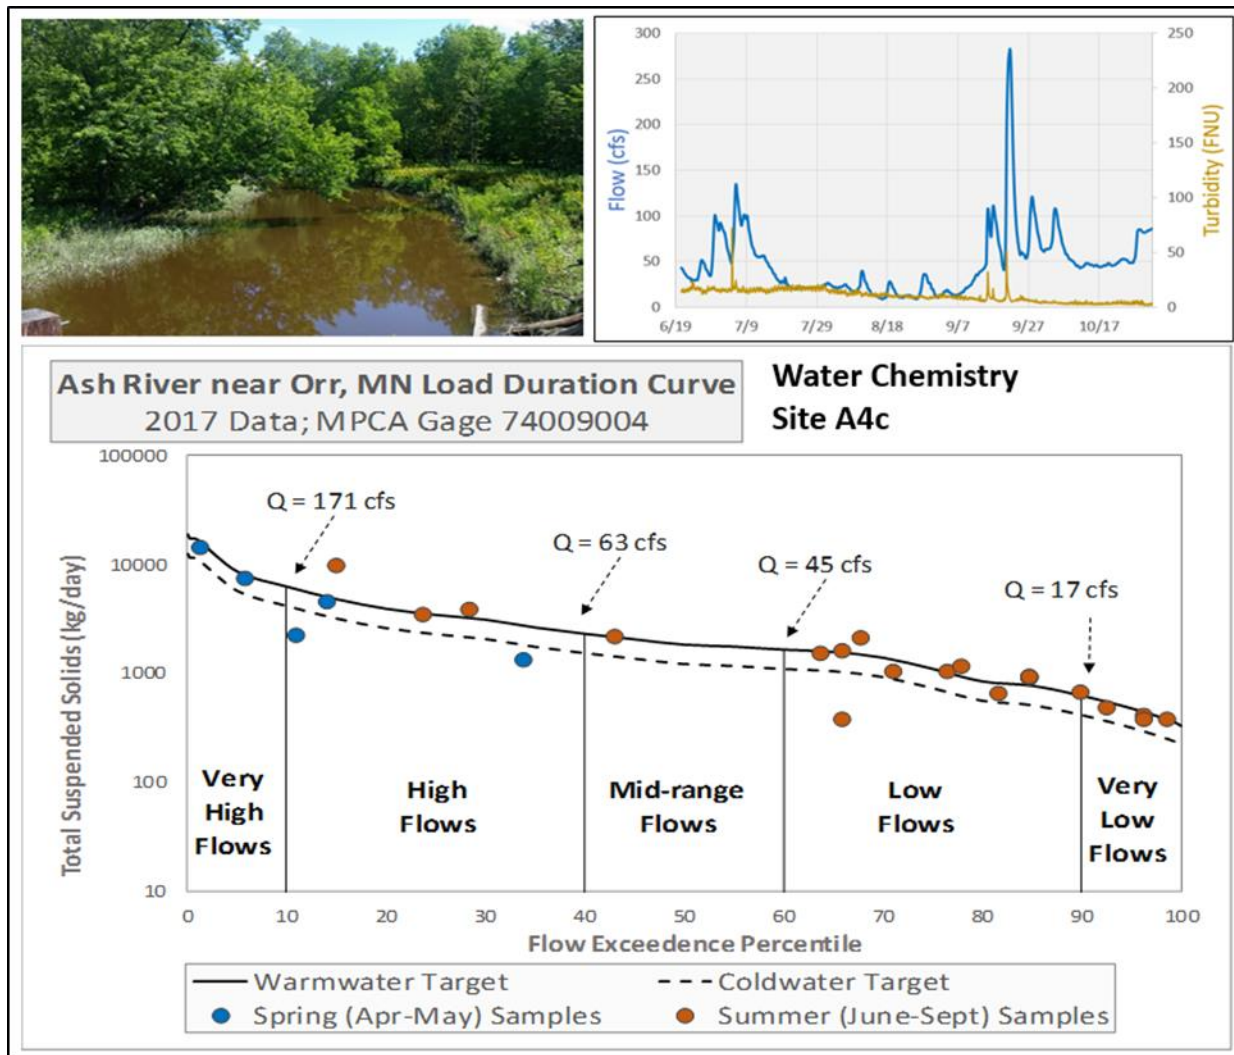 300
250
200
150
100
50
0
Flow (cfs)
250
200
150
100
50
0
Turbidity (FNU)
6/19 7/9 7/29 8/18 9/7 9/27 10/17
Ash River near Orr, MN Load Duration Curve
2017 Data; MPCA Gage 74009004
Water Chemistry
Site A4c
100000
10000
1000
100
10
Total Suspended Solids (kg/day)
Q = 171 cfs
Q = 63 cfs
Q = 45 cfs
Q = 17 cfs
Very
High
Flows
High
Flows
Mid-range
Flows
Low
Flows
Very
Low
Flows
0 10 20 30 40 50 60 70 80 90 100
Flow Exceedence Percentile
Warmwater Target
Coldwater Target
Spring (Apr-May) Samples
Summer (June-Sept) Samples